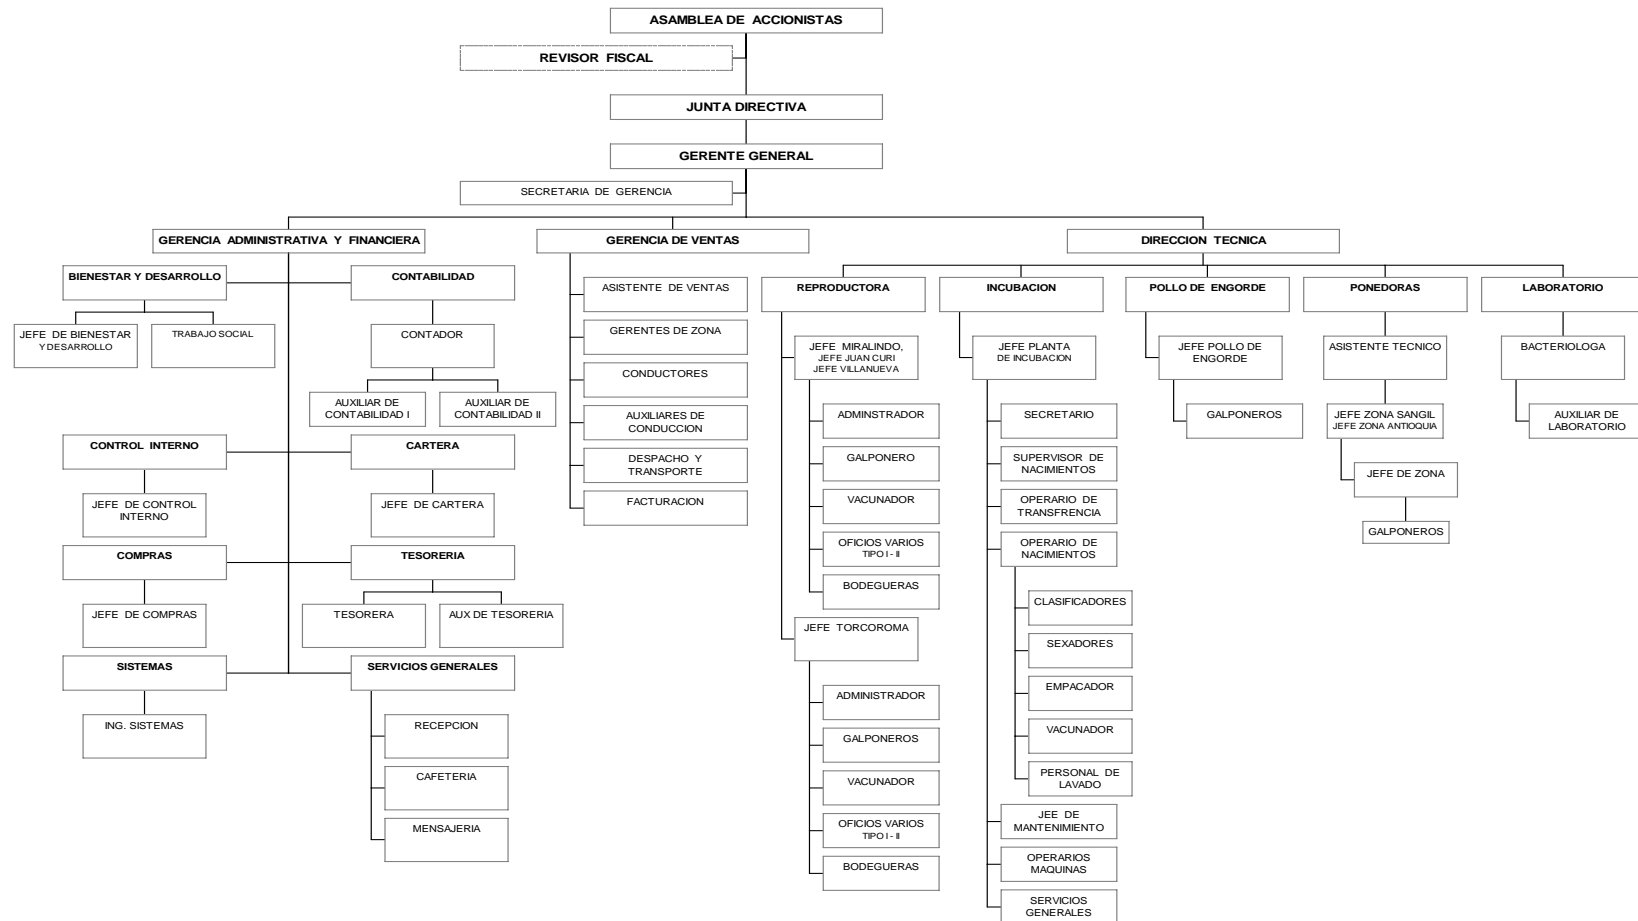 ASAMBLEA DE ACCIONISTAS
REVISOR FISCAL
JUNTA DIRECTIVA
GERENTE GENERAL
SECRETARIA DE GERENCIA
GERENCIA ADMINISTRATIVA Y FINANCIERA
BIENESTAR Y DESARROLLO
JEFE DE BIENESTAR
Y DESARROLLO
TRABAJO SOCIAL
CONTABILIDAD
CONTADOR
AUXILIAR DE
CONTABILIDAD I
AUXILIAR DE
CONTABILIDAD II
CONTROL INTERNO
JEFE DE CONTROL
INTERNO
CARTERA
JEFE DE CARTERA
COMPRAS
JEFE DE COMPRAS
TESORERIA
TESORERA
AUX DE TESORERIA
SISTEMAS
ING. SISTEMAS
SERVICIOS GENERALES
RECEPCION
CAFETERIA
MENSAJERIA
GERENCIA DE VENTAS
ASISTENTE DE VENTAS
GERENTES DE ZONA
CONDUCTORES
AUXILIARES DE
CONDUCCION
DESPACHO Y
TRANSPORTE
FACTURACION
DIRECCION TECNICA
REPRODUCTORA
JEFE MIRALINDO,
JEFE JUAN CURI
JEFE VILLANUEVA
ADMINSTRADOR
GALPONERO
VACUNADOR
OFICIOS VARIOS
TIPO I - II
BODEGUERAS
JEFE TORCOROMA
ADMINISTRADOR
GALPONEROS
VACUNADOR
OFICIOS VARIOS
TIPO I - II
BODEGUERAS
INCUBACION
JEFE PLANTA
DE INCUBACION
SECRETARIO
SUPERVISOR DE
NACIMIENTOS
OPERARIO DE
TRANSFRENCIA
OPERARIO DE
NACIMIENTOS
CLASIFICADORES
SEXADORES
EMPACADOR
VACUNADOR
PERSONAL DE
LAVADO
JEE DE
MANTENIMIENTO
OPERARIOS
MAQUINAS
SERVICIOS
GENERALES
POLLO DE ENGORDE
JEFE POLLO DE
ENGORDE
GALPONEROS
PONEDORAS
ASISTENTE TECNICO
JEFE ZONA SANGIL
JEFE ZONA ANTIOQUIA
JEFE DE ZONA
GALPONEROS
LABORATORIO
BACTERIOLOGA
AUXILIAR DE
LABORATORIO